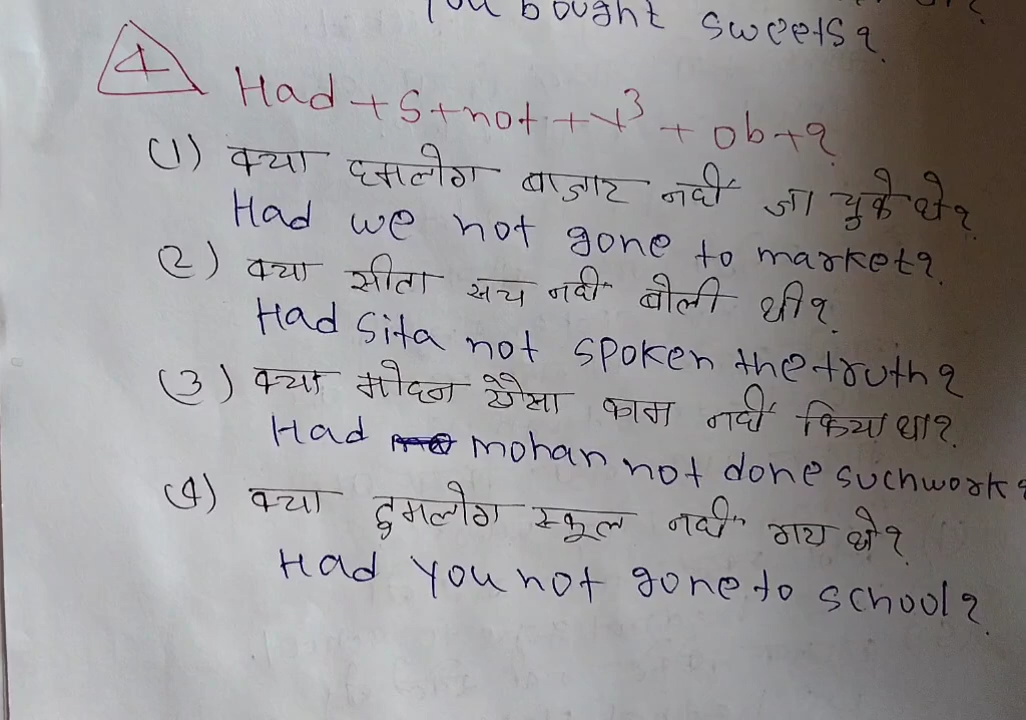 you bought sweets?
4
Had + S + not + V³ + ob + ?
(1) क्या हमलोग बाजार नहीं जा चुके थे?
Had we not gone to market?
(2) क्या सीता सच नहीं बोली थी?
Had Sita not spoken the truth?
(3) क्या मोहन ऐसा काम नहीं किया था?
Had mohan not done such work?
(4) क्या तुमलोग स्कूल नहीं गये थे?
Had you not gone to school?